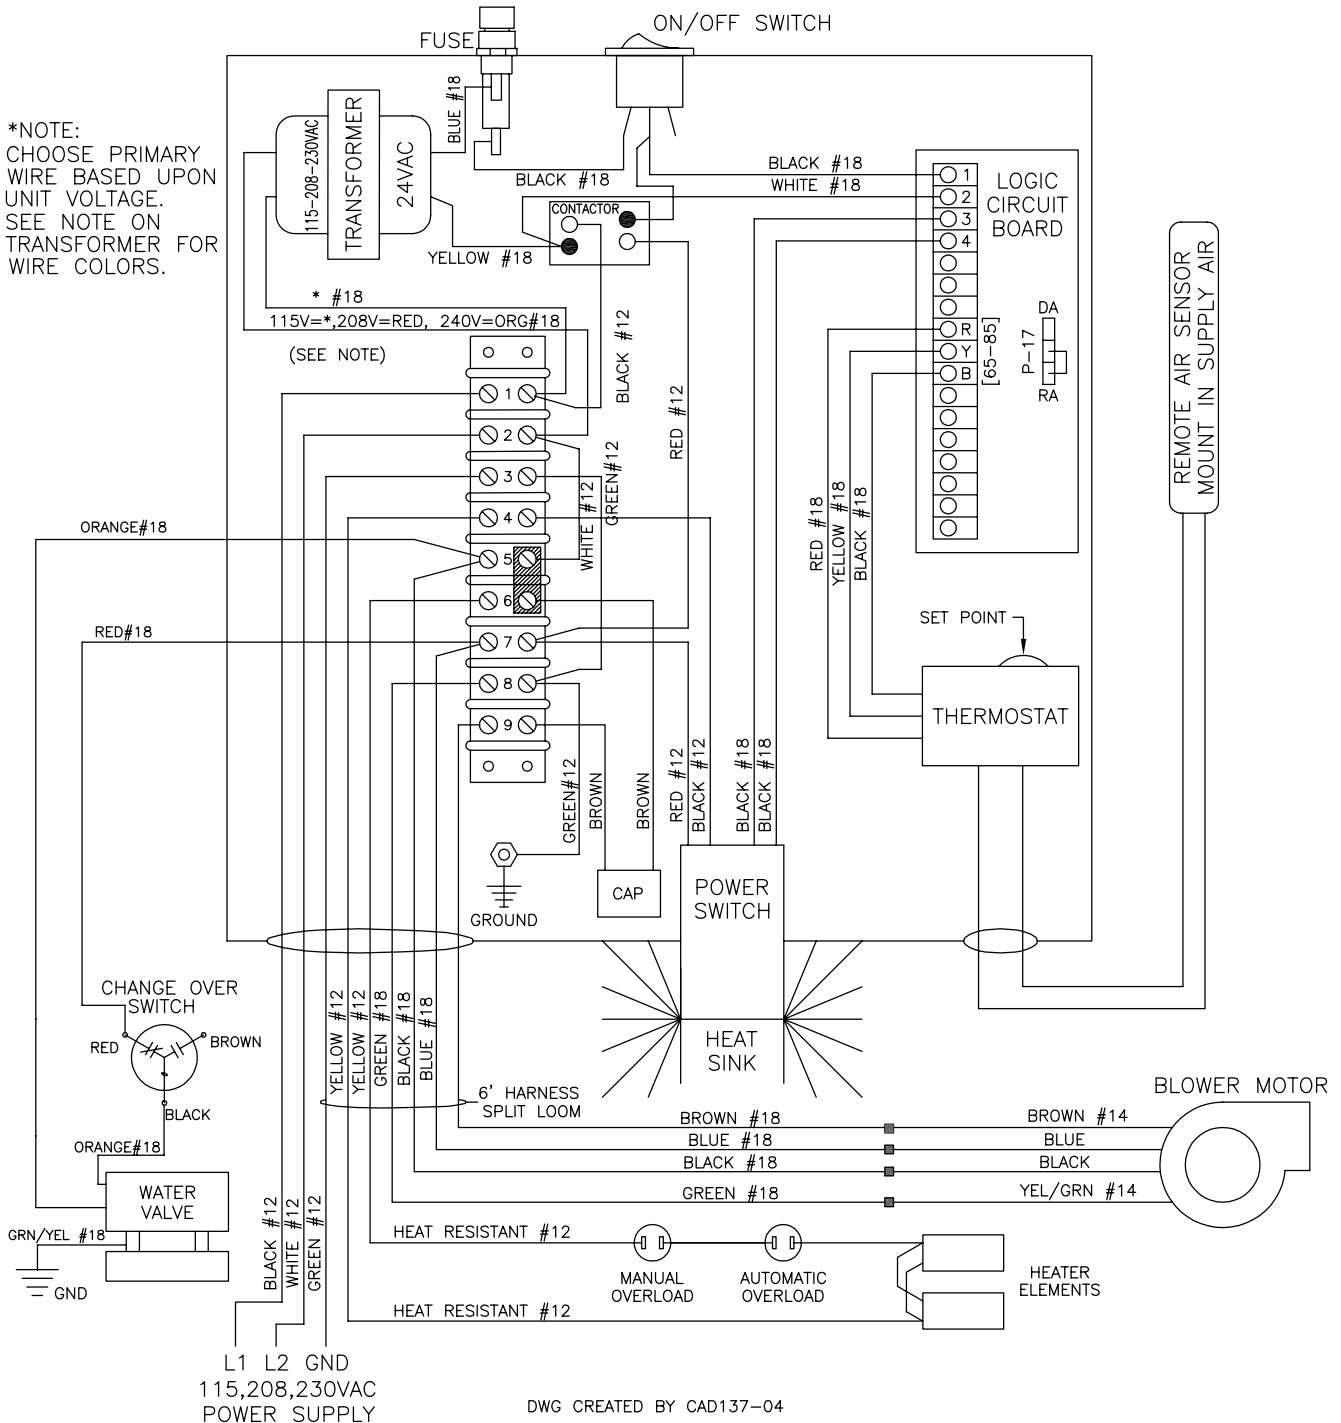 ON/OFF SWITCH
FUSE
BLUE #18
*NOTE:
CHOOSE PRIMARY
WIRE BASED UPON
UNIT VOLTAGE.
SEE NOTE ON
TRANSFORMER FOR
WIRE COLORS.
115-208-230VAC
TRANSFORMER
24VAC
BLACK #18
YELLOW #18
CONTACTOR
BLACK #18
WHITE #18
1
2
3
4
R
Y
B
LOGIC
CIRCUIT
BOARD
[65-85]
P-17
DA
RA
REMOTE AIR SENSOR
MOUNT IN SUPPLY AIR
* #18
115V=*,208V=RED, 240V=ORG#18
(SEE NOTE)
BLACK #12
RED #12
1
2
3
4
5
6
7
8
9
WHITE #12
GREEN#12
ORANGE#18
RED#18
RED #18
YELLOW #18
BLACK #18
SET POINT
THERMOSTAT
GREEN#12
BROWN
BROWN
RED #12
BLACK #12
BLACK #18
BLACK #18
GROUND
CAP
POWER
SWITCH
HEAT
SINK
CHANGE OVER
SWITCH
RED
BROWN
BLACK
ORANGE#18
WATER
VALVE
GRN/YEL #18
GND
YELLOW #12
YELLOW #12
GREEN #18
BLACK #18
BLUE #18
6' HARNESS
SPLIT LOOM
BLOWER MOTOR
BROWN #18
BROWN #14
BLUE #18
BLUE
BLACK #18
BLACK
GREEN #18
YEL/GRN #14
BLACK #12
WHITE #12
GREEN #12
HEAT RESISTANT #12
MANUAL
OVERLOAD
AUTOMATIC
OVERLOAD
HEATER
ELEMENTS
HEAT RESISTANT #12
L1 L2 GND
115,208,230VAC
POWER SUPPLY
DWG CREATED BY CAD137-04